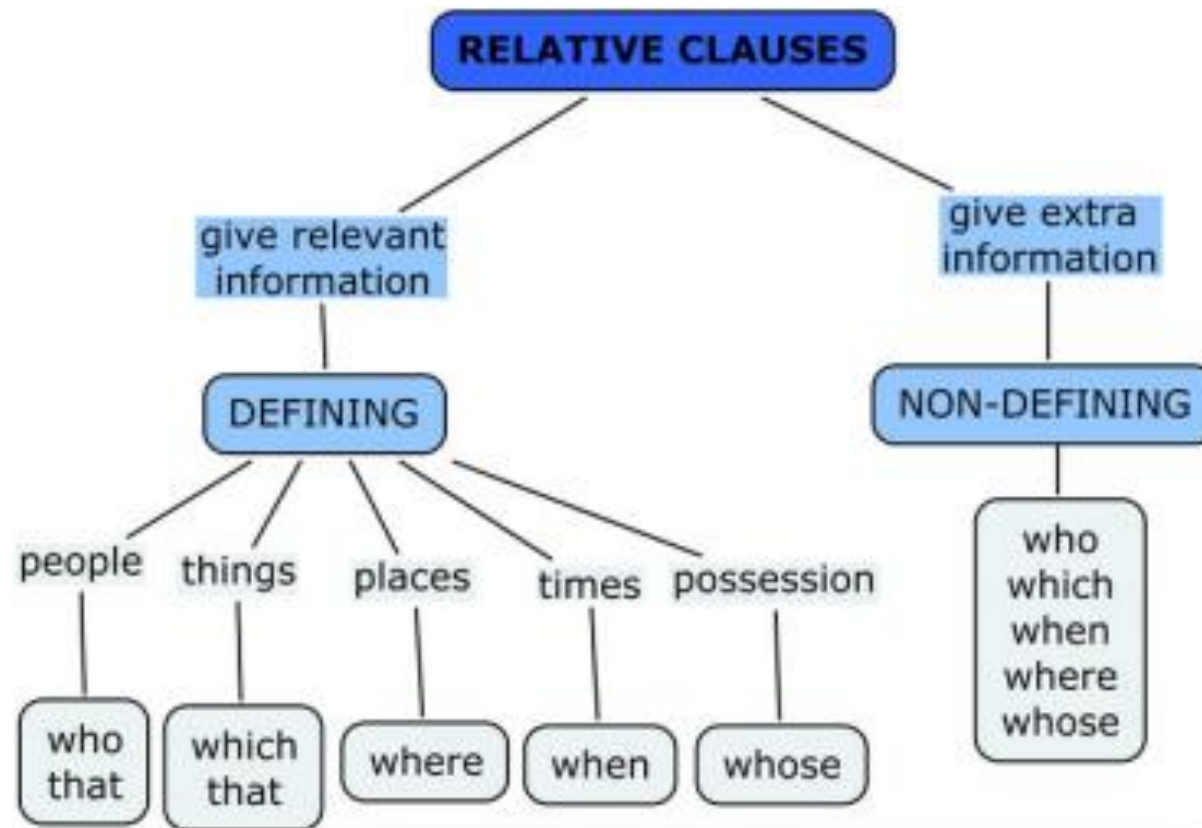 RELATIVE CLAUSES
give relevant
information
give extra
information
DEFINING
NON-DEFINING
people
things
places
times
possession
who
that
which
that
where
when
whose
who
which
when
where
whose